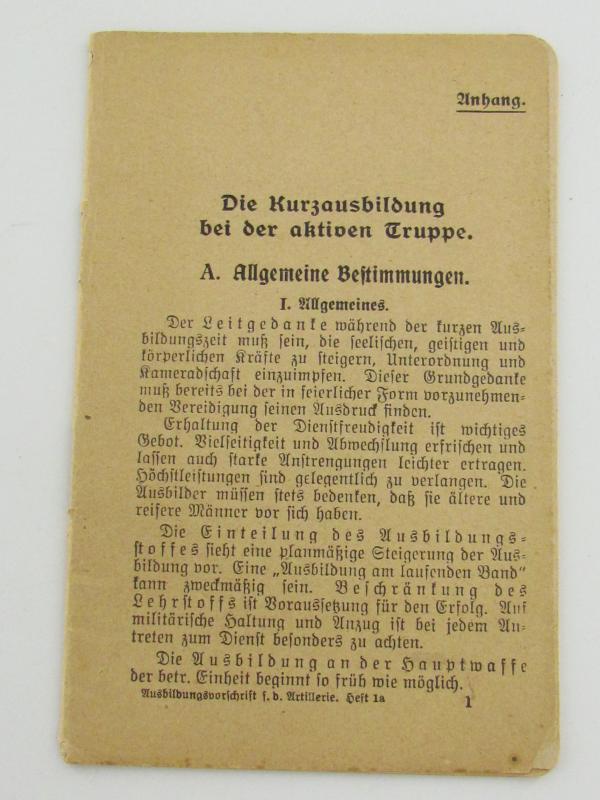 Anhang.
Die Kurzausbildung
bei der aktiven Truppe.
A. Allgemeine Bestimmungen.
I. Allgemeines.
Der Leitgedanke während der kurzen Aus-
bildungszeit muß sein, die seelischen, geistigen und
körperlichen Kräfte zu steigern, Unterordnung und
Kameradschaft einzuimpfen. Dieser Grundgedanke
muß bereits bei der in feierlicher Form vorzunehmen-
den Vereidigung seinen Ausdruck finden.
Erhaltung der Dienstfreudigkeit ist wichtiges
Gebot. Vielseitigkeit und Abwechslung erfrischen und
lassen auch starke Anstrengungen leichter ertragen.
Höchstleistungen sind gelegentlich zu verlangen. Die
Ausbilder müssen stets bedenken, daß sie ältere und
reifere Männer vor sich haben.
Die Einteilung des Ausbildungs-
stoffes sieht eine planmäßige Steigerung der Aus-
bildung vor. Eine „Ausbildung am laufenden Band"
kann zweckmäßig sein. Beschränkung des
Lehrstoffs ist Voraussetzung für den Erfolg. Auf
militärische Haltung und Anzug ist bei jedem An-
treten zum Dienst besonders zu achten.
Die Ausbildung an der Hauptwaffe
der betr. Einheit beginnt so früh wie möglich.
Ausbildungsvorschrift f. d. Artillerie. Heft 1a
1